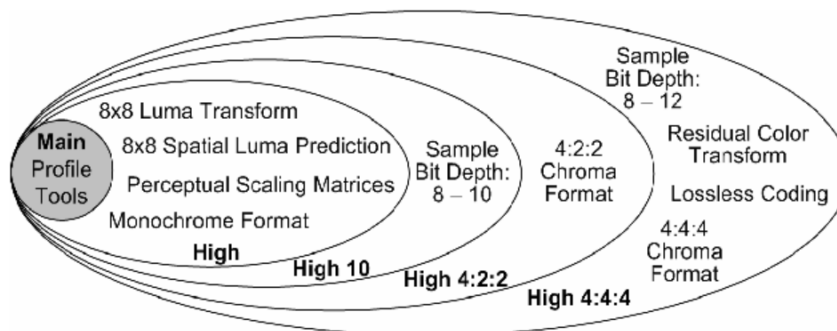 Main
Profile
Tools
8x8 Luma Transform
8x8 Spatial Luma Prediction
Perceptual Scaling Matrices
Monochrome Format
High
Sample
Bit Depth:
8 – 10
High 10
4:2:2
Chroma
Format
High 4:2:2
Sample
Bit Depth:
8 – 12
Residual Color
Transform
Lossless Coding
4:4:4
Chroma
Format
High 4:4:4